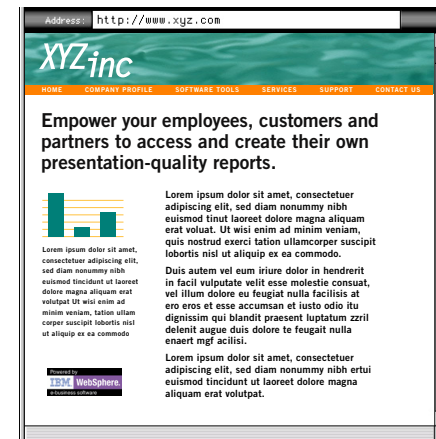 Address: http://www.xyz.com
XYZinc
HOME COMPANY PROFILE SOFTWARE TOOLS SERVICES SUPPORT CONTACT US
Empower your employees, customers and
partners to access and create their own
presentation-quality reports.
Lorem ipsum dolor sit amet,
consectetuer adipiscing elit,
sed diam nonummy nibh
euismod tincidunt ut laoreet
dolore magna aliquam erat
volutpat Ut wisi enim ad
minim veniam, tation ullam
corper suscipit lobortis nisl
ut aliquip ex ea commodo
Powered by
IBM WebSphere.
e-business software
Lorem ipsum dolor sit amet, consectetuer
adipiscing elit, sed diam nonummy nibh
euismod tinut laoreet dolore magna aliquam
erat voluat. Ut wisi enim ad minim veniam,
quis nostrud exerci tation ullamcorper suscipit
lobortis nisl ut aliquip ex ea commodo.
Duis autem vel eum iriure dolor in hendrerit
in facil vulputate velit esse molestie consuat,
vel illum dolore eu feugiat nulla facilisis at
ero eros et esse accumsan et iusto odio itu
dignissim qui blandit praesent luptatum zzril
delenit augue duis dolore te feugait nulla
enaert mgf acilisi.
Lorem ipsum dolor sit amet, consectetuer
adipiscing elit, sed diam nonummy nibh ertui
euismod tincidunt ut laoreet dolore magna
aliquam erat volutpat.